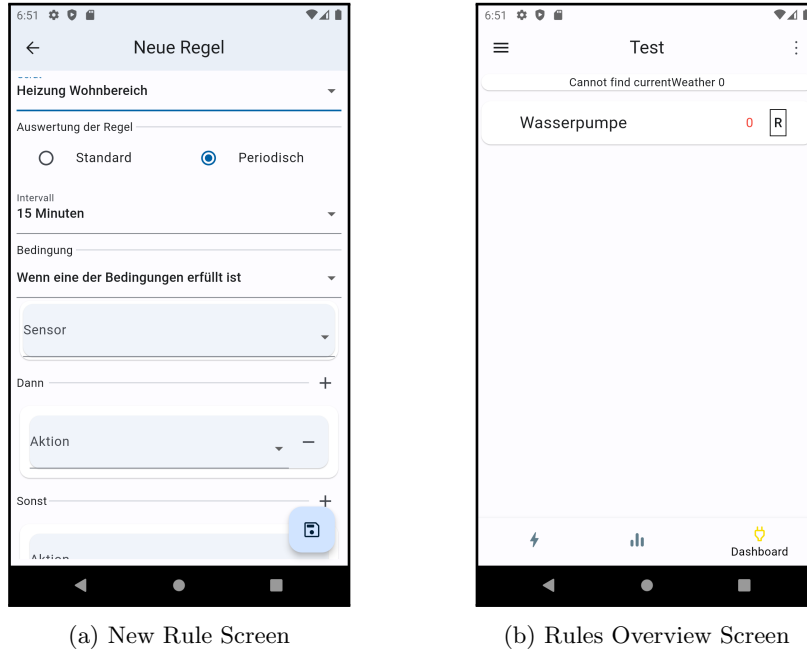 6:51
Neue Regel
Heizung Wohnbereich
Auswertung der Regel
Standard
Periodisch
Intervall
15 Minuten
Bedingung
Wenn eine der Bedingungen erfüllt ist
Sensor
Dann
Aktion
Sonst
Aktion
(a) New Rule Screen
6:51
Test
Cannot find currentWeather 0
Wasserpumpe 0 R
Dashboard
(b) Rules Overview Screen